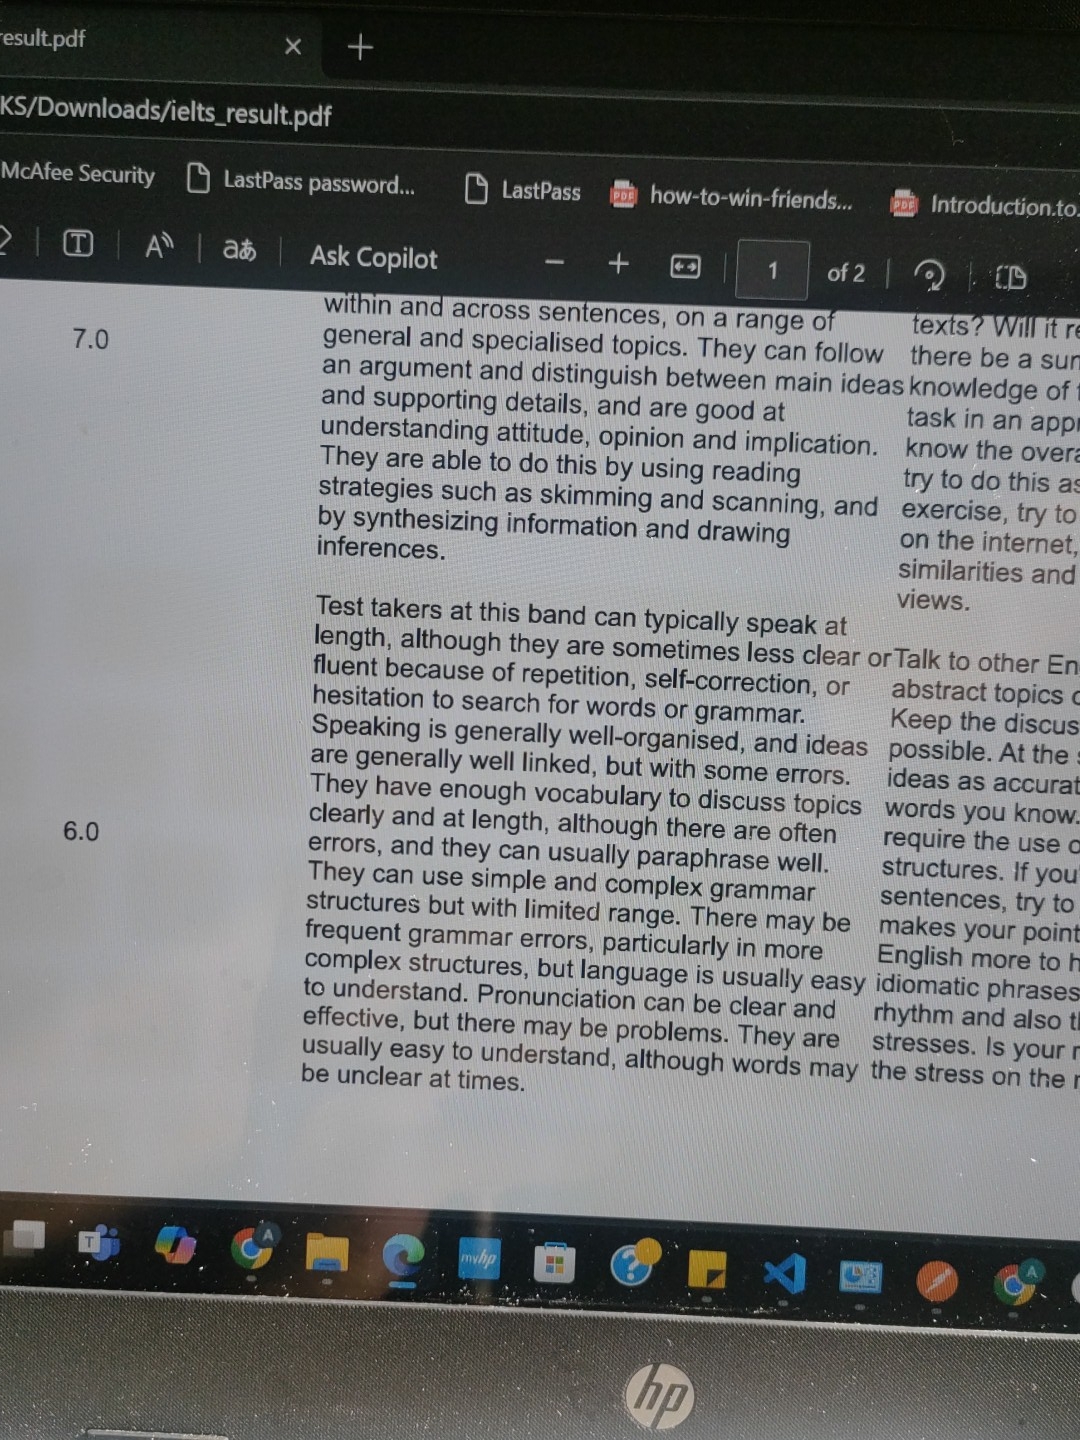 esult.pdf
KS/Downloads/ielts_result.pdf
McAfee Security LastPass password... LastPass how-to-win-friends... Introduction.to.
Ask Copilot 1 of 2
7.0
within and across sentences, on a range of
general and specialised topics. They can follow
an argument and distinguish between main ideas
and supporting details, and are good at
understanding attitude, opinion and implication.
They are able to do this by using reading
strategies such as skimming and scanning, and
by synthesizing information and drawing
inferences.
texts? Will it re
there be a sum
knowledge of
task in an appr
know the overa
try to do this as
exercise, try to
on the internet,
similarities and
views.
6.0
Test takers at this band can typically speak at
length, although they are sometimes less clear or
fluent because of repetition, self-correction, or
hesitation to search for words or grammar.
Speaking is generally well-organised, and ideas
are generally well linked, but with some errors.
They have enough vocabulary to discuss topics
clearly and at length, although there are often
errors, and they can usually paraphrase well.
They can use simple and complex grammar
structures but with limited range. There may be
frequent grammar errors, particularly in more
complex structures, but language is usually easy
to understand. Pronunciation can be clear and
effective, but there may be problems. They are
usually easy to understand, although words may
be unclear at times.
Talk to other En
abstract topics
Keep the discus
possible. At the
ideas as accurat
words you know.
require the use
structures. If you
sentences, try to
makes your point
English more to h
idiomatic phrases
rhythm and also
stresses. Is your
the stress on the
myhp
hp